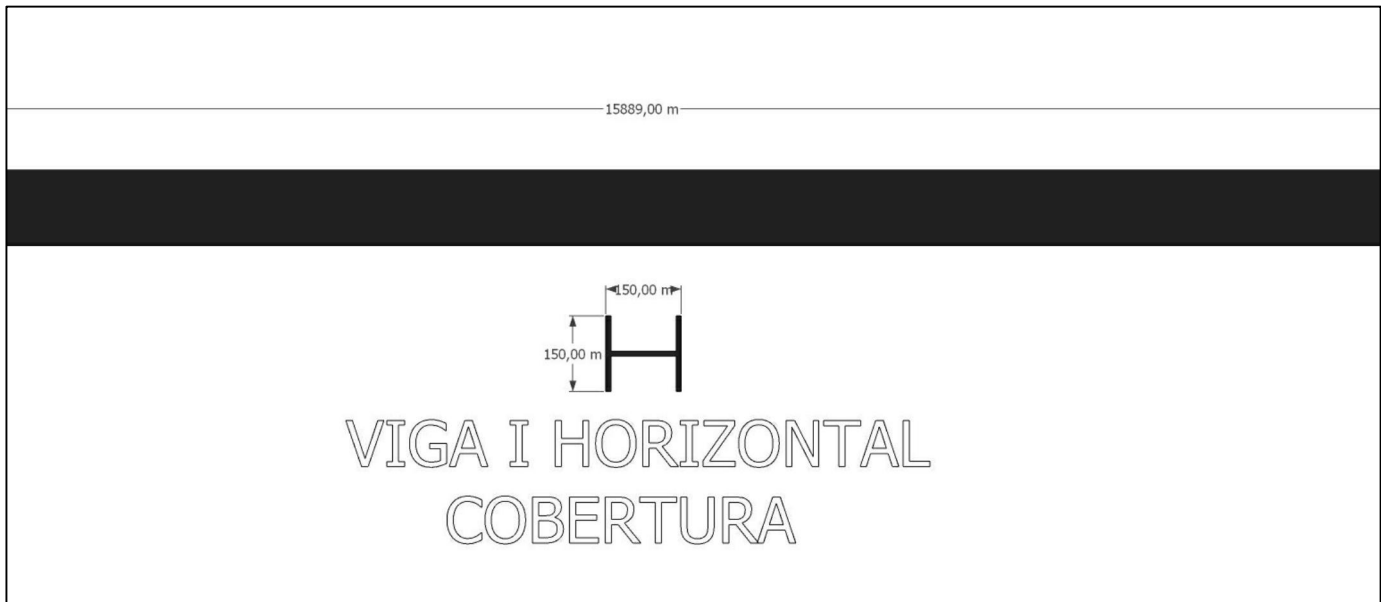 15889,00 m
150,00 m
150,00 m
VIGA I HORIZONTAL
COBERTURA